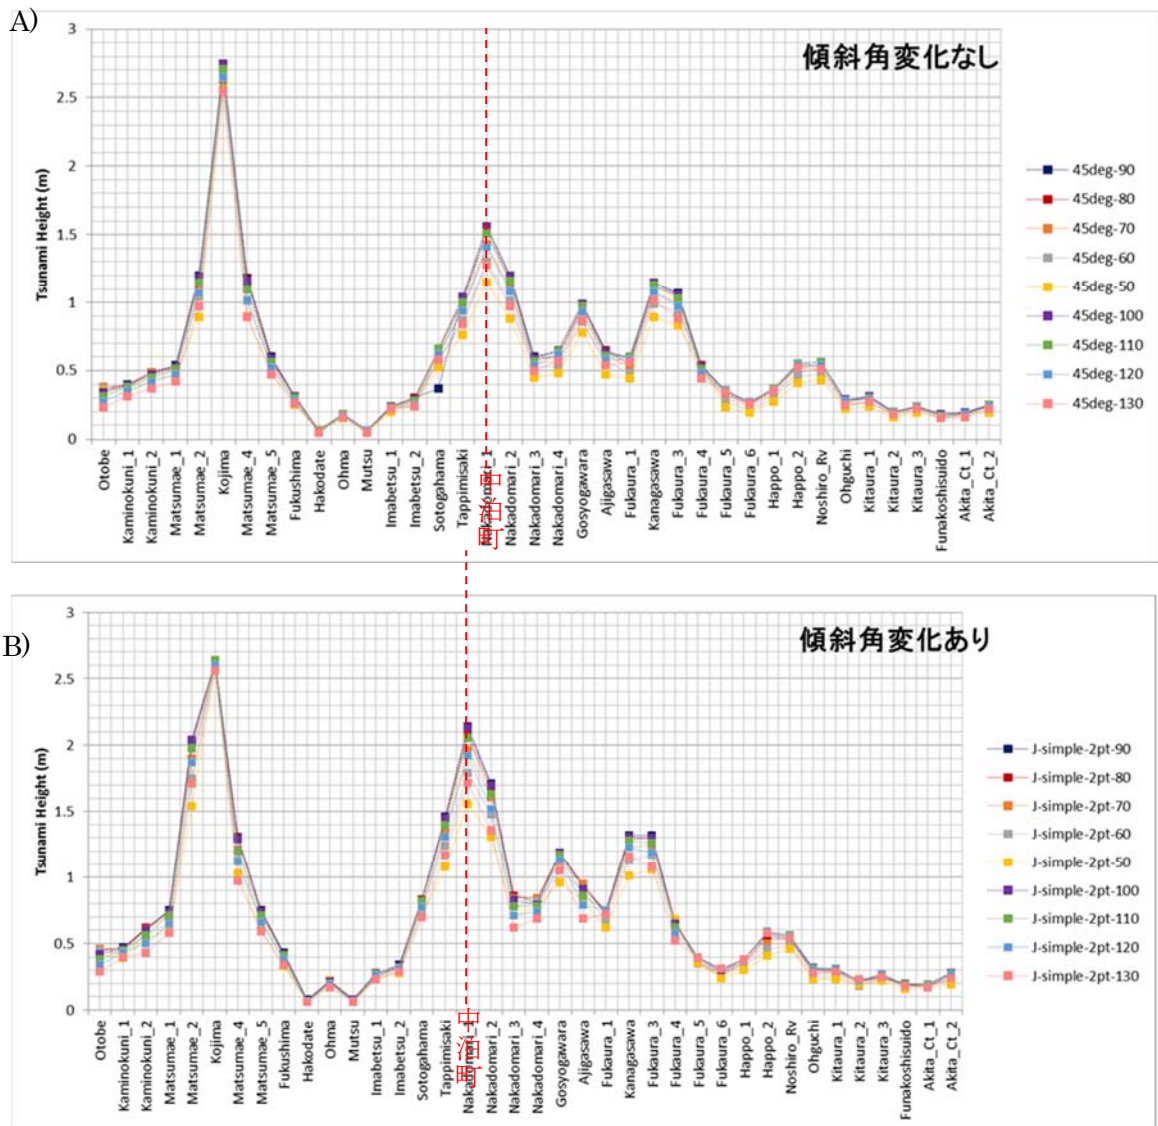 A)
傾斜角変化なし
3
2.5
2
1.5
1
0.5
0
Tsunami Height (m)
Otobe
Kaminokuni_1
Kaminokuni_2
Matsumae_1
Matsumae_2
Kojima
Matsumae_4
Matsumae_5
Fukushima
Hakodate
Ohma
Mutsu
Imabetsu_1
Imabetsu_2
Sotogahama
Tappimisaki
Nakadomari_1
Nakadomari_2
Nakadomari_3
Nakadomari_4
Gosyogawara
Ajigasawa
Fukaura_1
Kanagasawa
Fukaura_3
Fukaura_4
Fukaura_5
Fukaura_6
Happo_1
Happo_2
Noshiro_Rv
Ohguchi
Kitaura_1
Kitaura_2
Kitaura_3
Funakoshisuido
Akita_Ct_1
Akita_Ct_2
中泊町
45deg-90
45deg-80
45deg-70
45deg-60
45deg-50
45deg-100
45deg-110
45deg-120
45deg-130
B)
傾斜角変化あり
3
2.5
2
1.5
1
0.5
0
Tsunami Height (m)
Otobe
Kaminokuni_1
Kaminokuni_2
Matsumae_1
Matsumae_2
Kojima
Matsumae_4
Matsumae_5
Fukushima
Hakodate
Ohma
Mutsu
Imabetsu_1
Imabetsu_2
Sotogahama
Tappimisaki
Nakadomari_1
Nakadomari_2
Nakadomari_3
Nakadomari_4
Gosyogawara
Ajigasawa
Fukaura_1
Kanagasawa
Fukaura_3
Fukaura_4
Fukaura_5
Fukaura_6
Happo_1
Happo_2
Noshiro_Rv
Ohguchi
Kitaura_1
Kitaura_2
Kitaura_3
Funakoshisuido
Akita_Ct_1
Akita_Ct_2
中泊町
J-simple-2pt-90
J-simple-2pt-80
J-simple-2pt-70
J-simple-2pt-60
J-simple-2pt-50
J-simple-2pt-100
J-simple-2pt-110
J-simple-2pt-120
J-simple-2pt-130